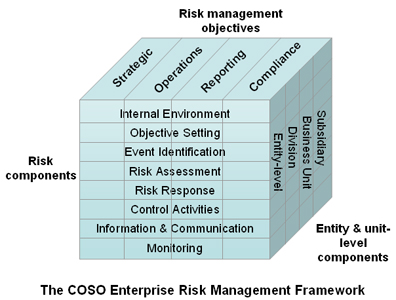 Risk management
objectives
Strategic
Operations
Reporting
Compliance
Internal Environment
Objective Setting
Event Identification
Risk Assessment
Risk Response
Control Activities
Information & Communication
Monitoring
Risk
components
Entity-level
Division
Business Unit
Subsidiary
Entity & unit-
level
components
The COSO Enterprise Risk Management Framework